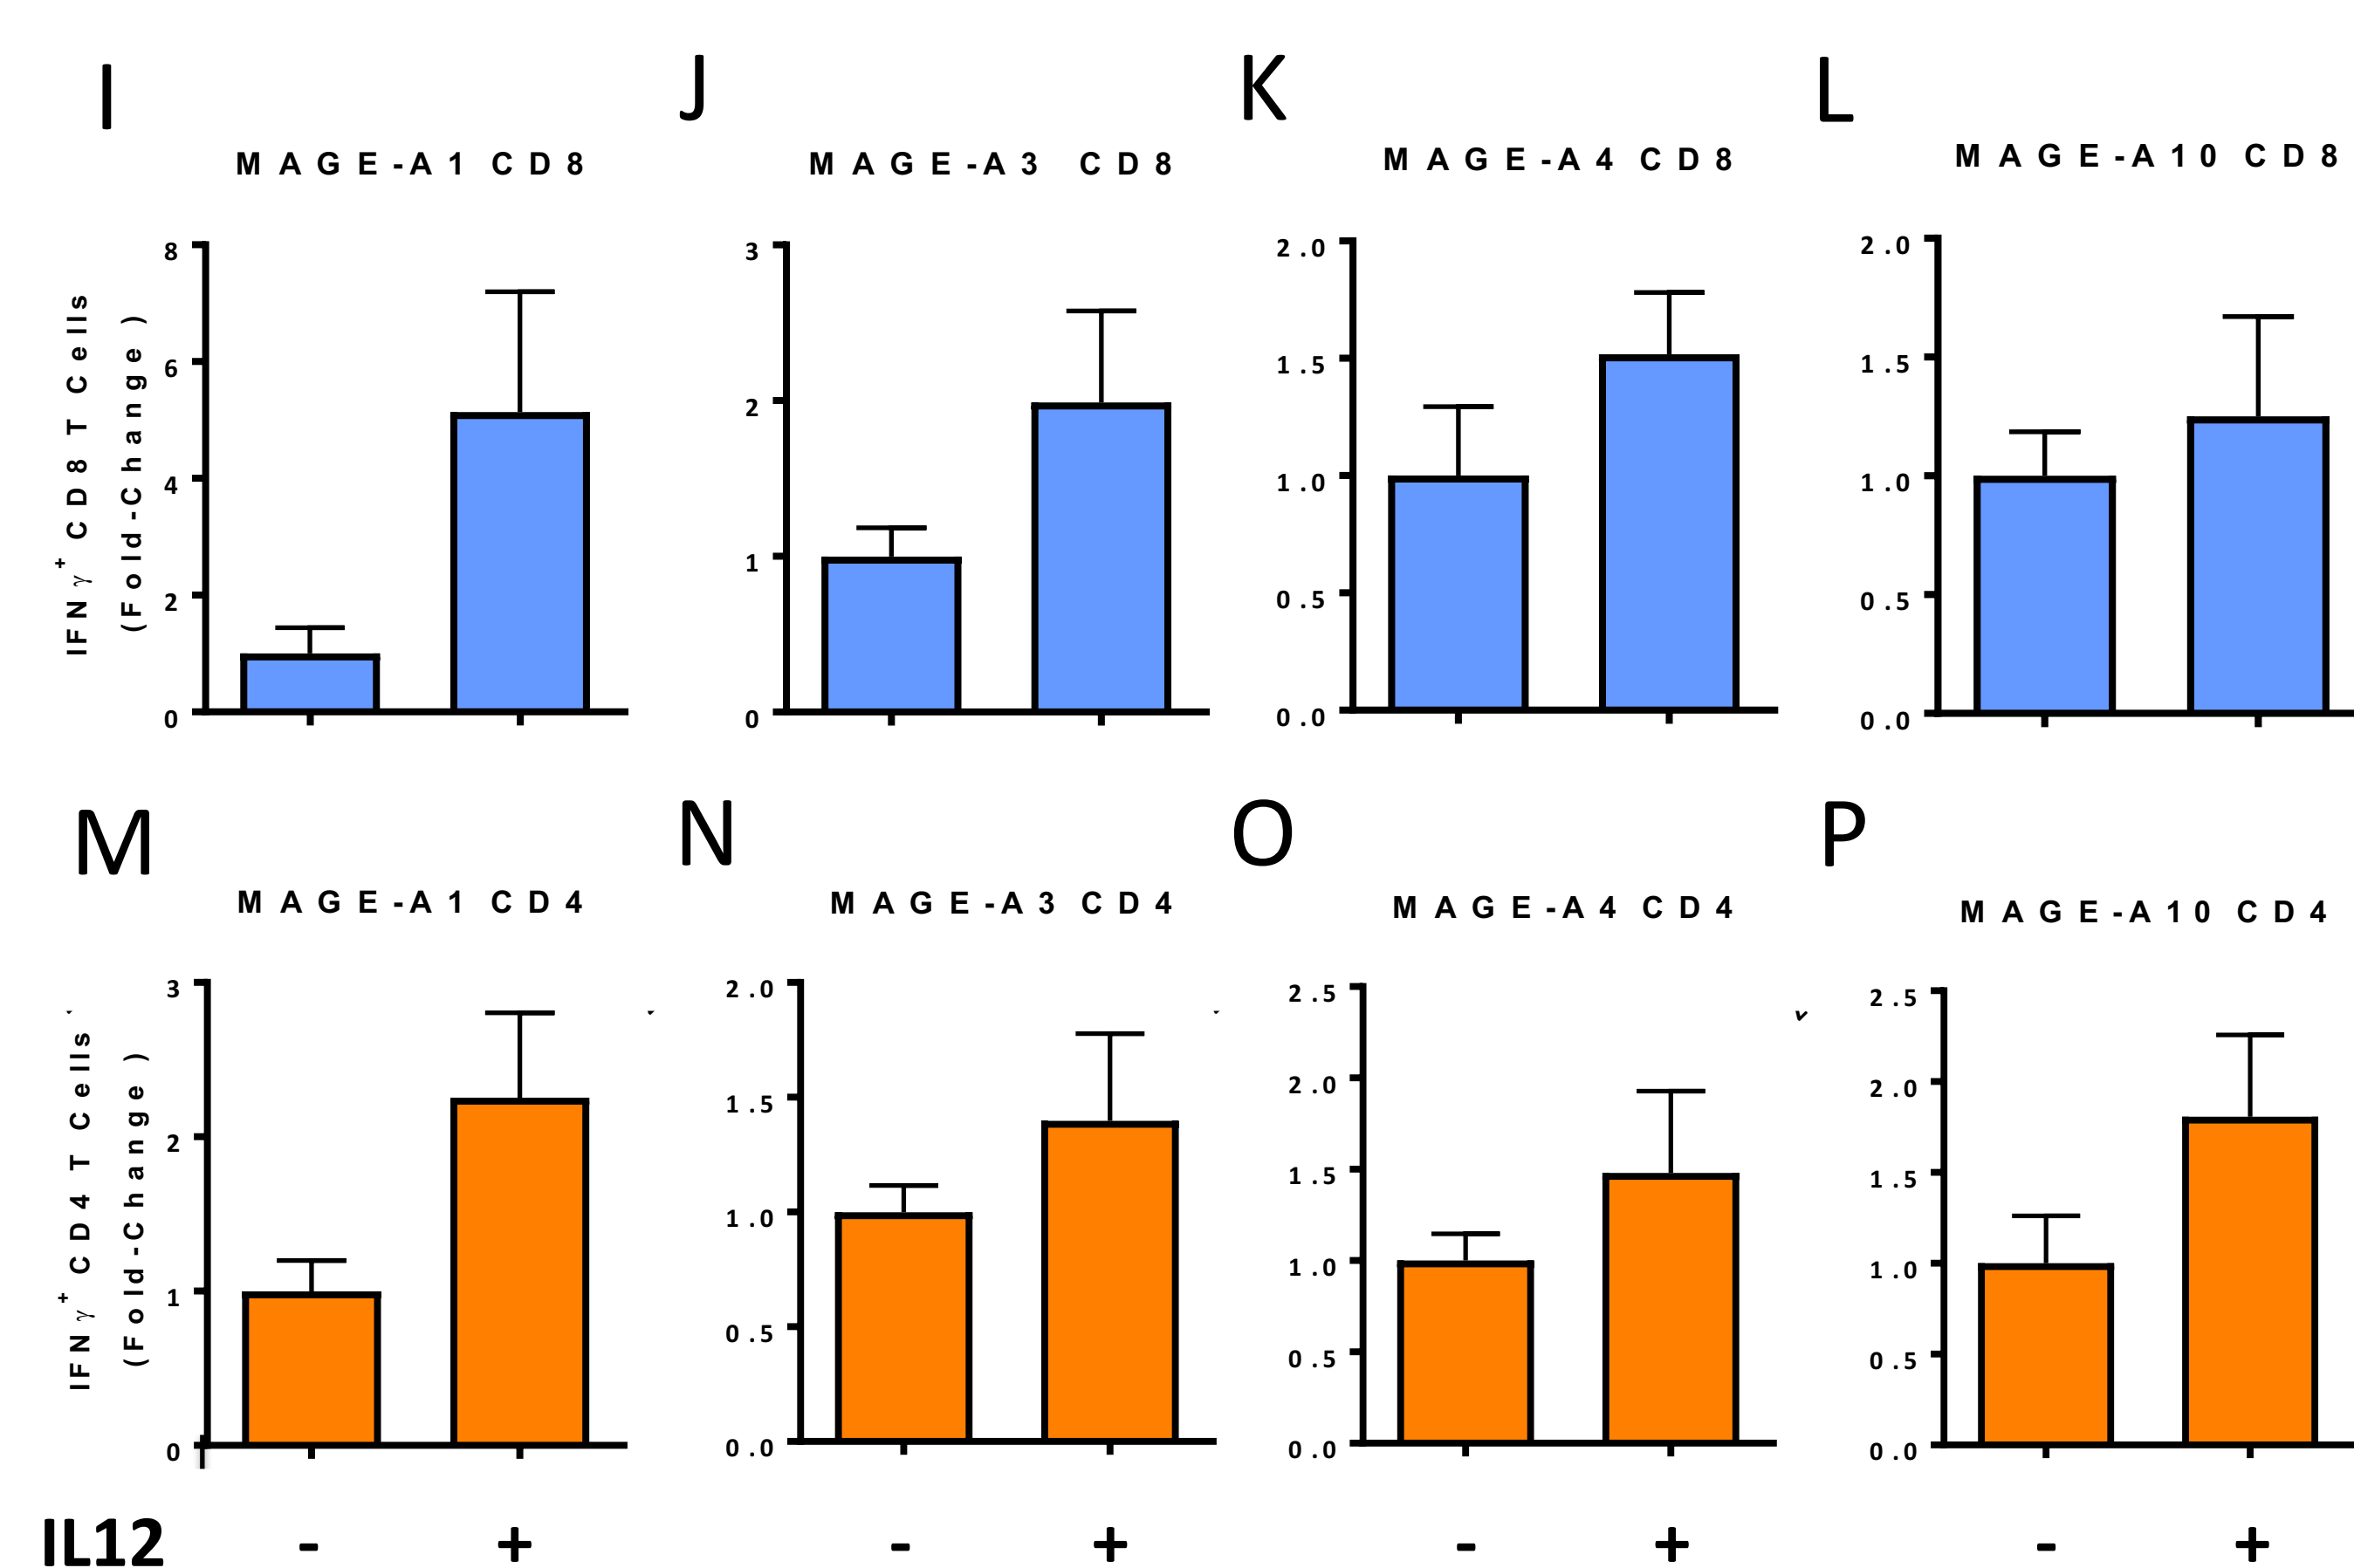 I
J
K
L
MAGE-A1 CD8
MAGE-A3 CD8
MAGE-A4 CD8
MAGE-A10 CD8
IFNγ+ CD8 T Cells
(Fold-Change)
8
6
4
2
0
3
2
1
0
2.0
1.5
1.0
0.5
0.0
2.0
1.5
1.0
0.5
0.0
M
N
O
P
MAGE-A1 CD4
MAGE-A3 CD4
MAGE-A4 CD4
MAGE-A10 CD4
IFNγ+ CD4 T Cells
(Fold-Change)
3
2
1
0
2.0
1.5
1.0
0.5
0.0
2.5
2.0
1.5
1.0
0.5
0.0
2.5
2.0
1.5
1.0
0.5
0.0
IL12 - + - + - + - +